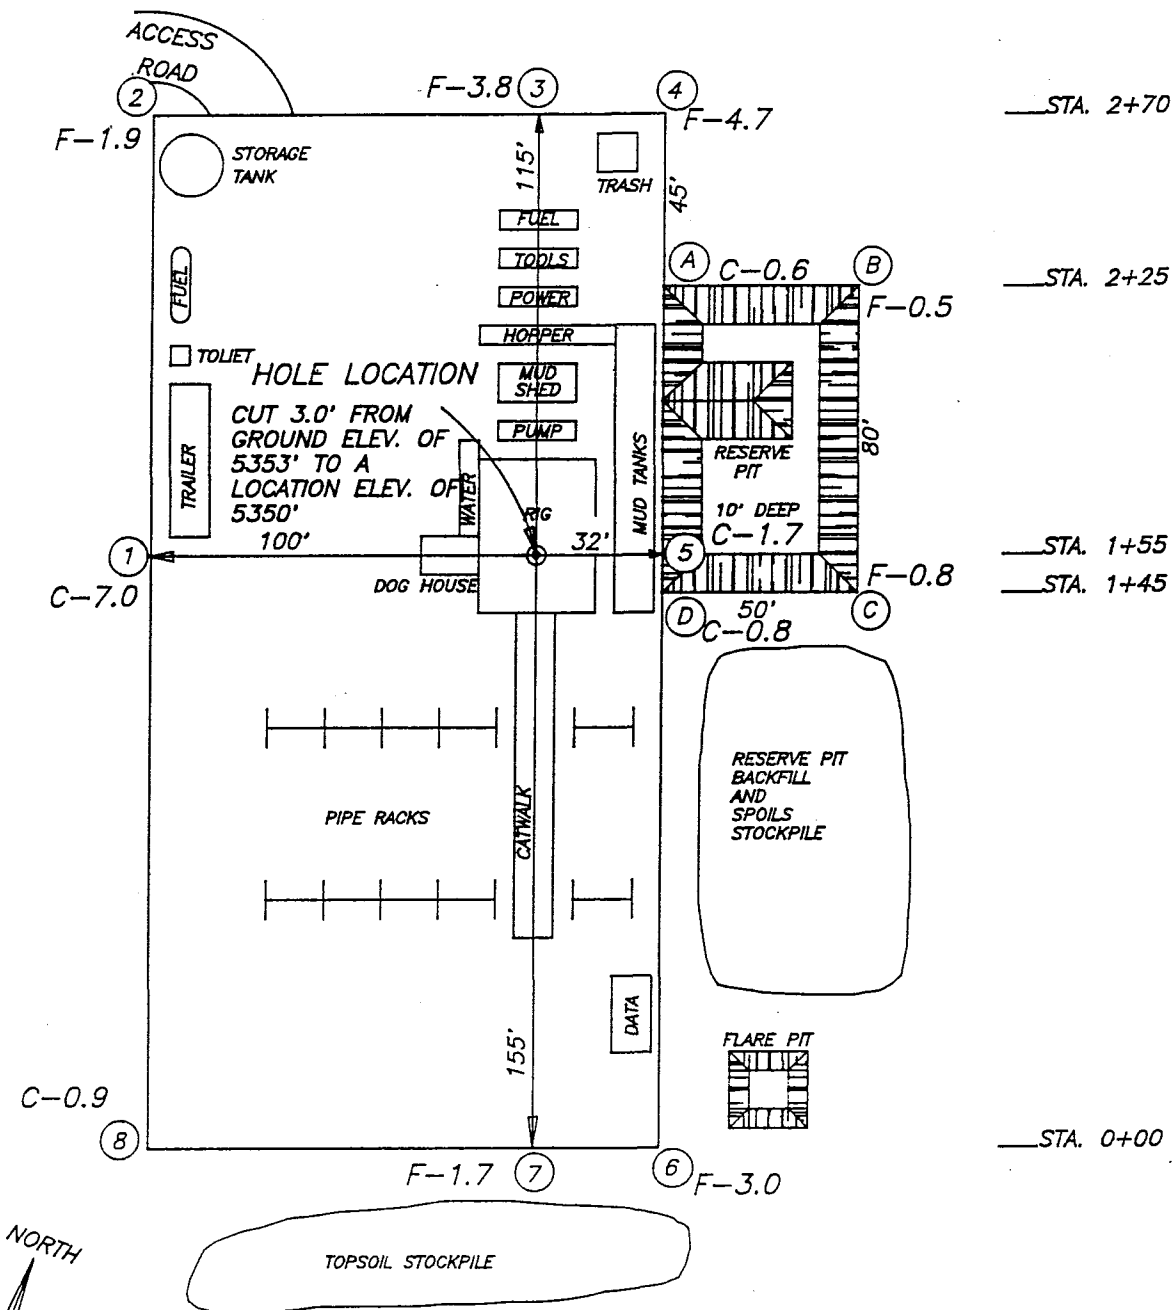 ACCESS
ROAD
2
F-3.8
3
4
F-4.7
STA. 2+70
F-1.9
STORAGE
TANK
115'
TRASH
45'
FUEL
TOOLS
POWER
HOPPER
FUEL
A
C-0.6
B
STA. 2+25
F-0.5
TOLIET
HOLE LOCATION
MUD
SHED
CUT 3.0' FROM
GROUND ELEV. OF
5353' TO A
LOCATION ELEV. OF
5350'
PUMP
TRAILER
WATER
MUD TANKS
RESERVE
PIT
80'
10' DEEP
RIG
C-1.7
1
100'
32'
5
STA. 1+55
C-7.0
DOG HOUSE
F-0.8
STA. 1+45
D
50'
C
C-0.8
RESERVE PIT
BACKFILL
AND
SPOILS
STOCKPILE
PIPE RACKS
CATWALK
DATA
155'
FLARE PIT
C-0.9
8
STA. 0+00
F-1.7
7
6
F-3.0
NORTH
TOPSOIL STOCKPILE